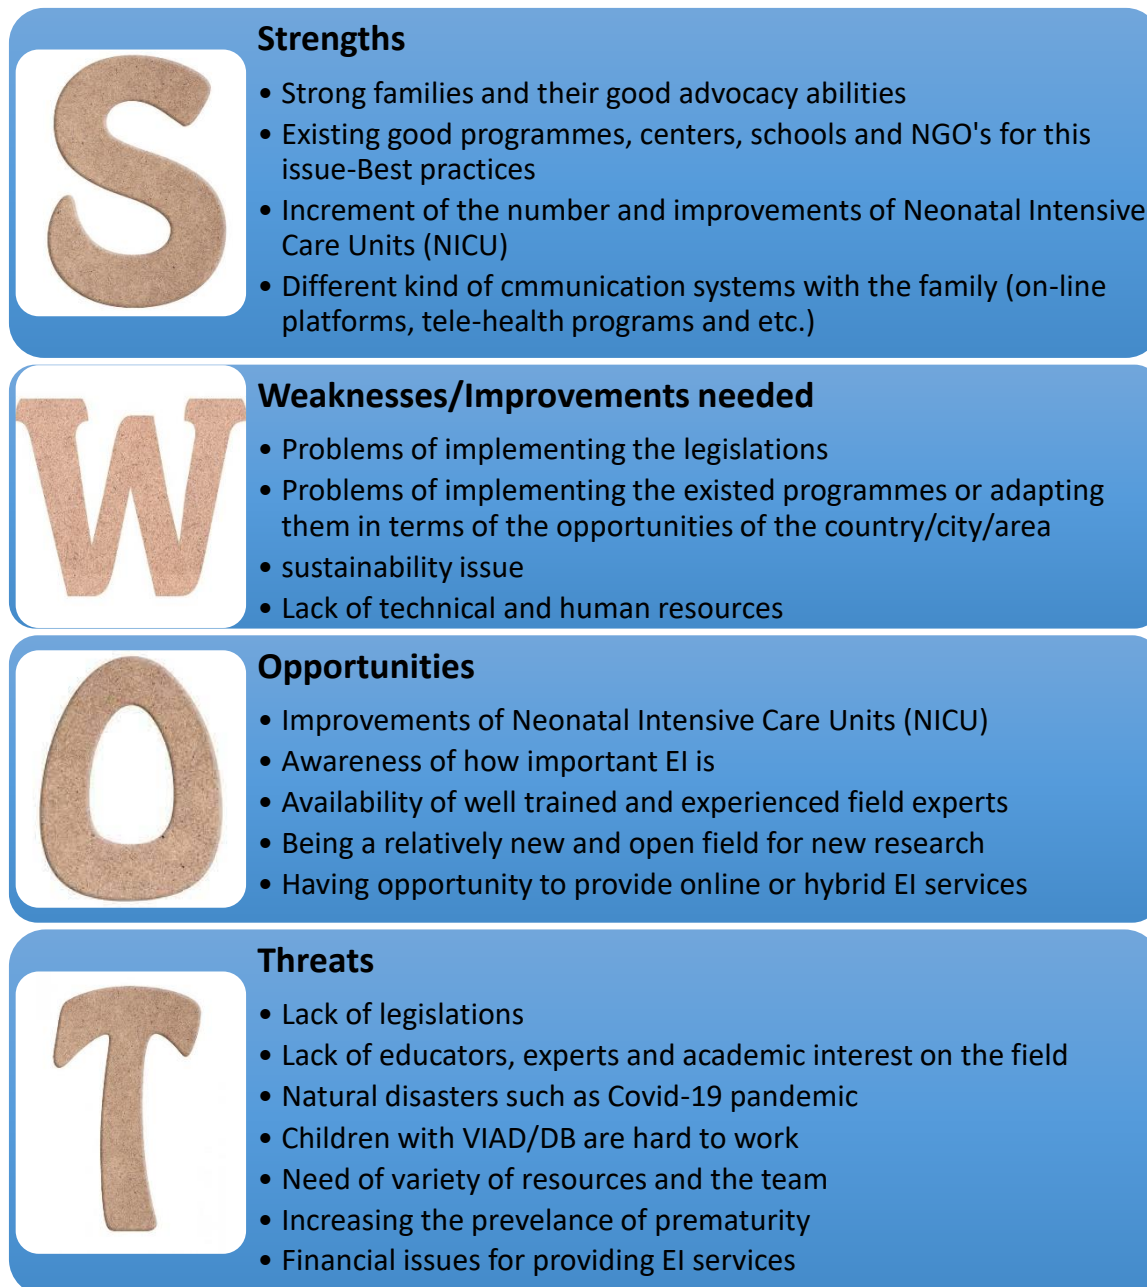 S
Strengths
• Strong families and their good advocacy abilities
• Existing good programmes, centers, schools and NGO's for this
issue-Best practices
• Increment of the number and improvements of Neonatal Intensive
Care Units (NICU)
• Different kind of cmmunication systems with the family (on-line
platforms, tele-health programs and etc.)
W
Weaknesses/Improvements needed
• Problems of implementing the legislations
• Problems of implementing the existed programmes or adapting
them in terms of the opportunities of the country/city/area
• sustainability issue
• Lack of technical and human resources
O
Opportunities
• Improvements of Neonatal Intensive Care Units (NICU)
• Awareness of how important EI is
• Availability of well trained and experienced field experts
• Being a relatively new and open field for new research
• Having opportunity to provide online or hybrid EI services
T
Threats
• Lack of legislations
• Lack of educators, experts and academic interest on the field
• Natural disasters such as Covid-19 pandemic
• Children with VIAD/DB are hard to work
• Need of variety of resources and the team
• Increasing the prevelance of prematurity
• Financial issues for providing EI services